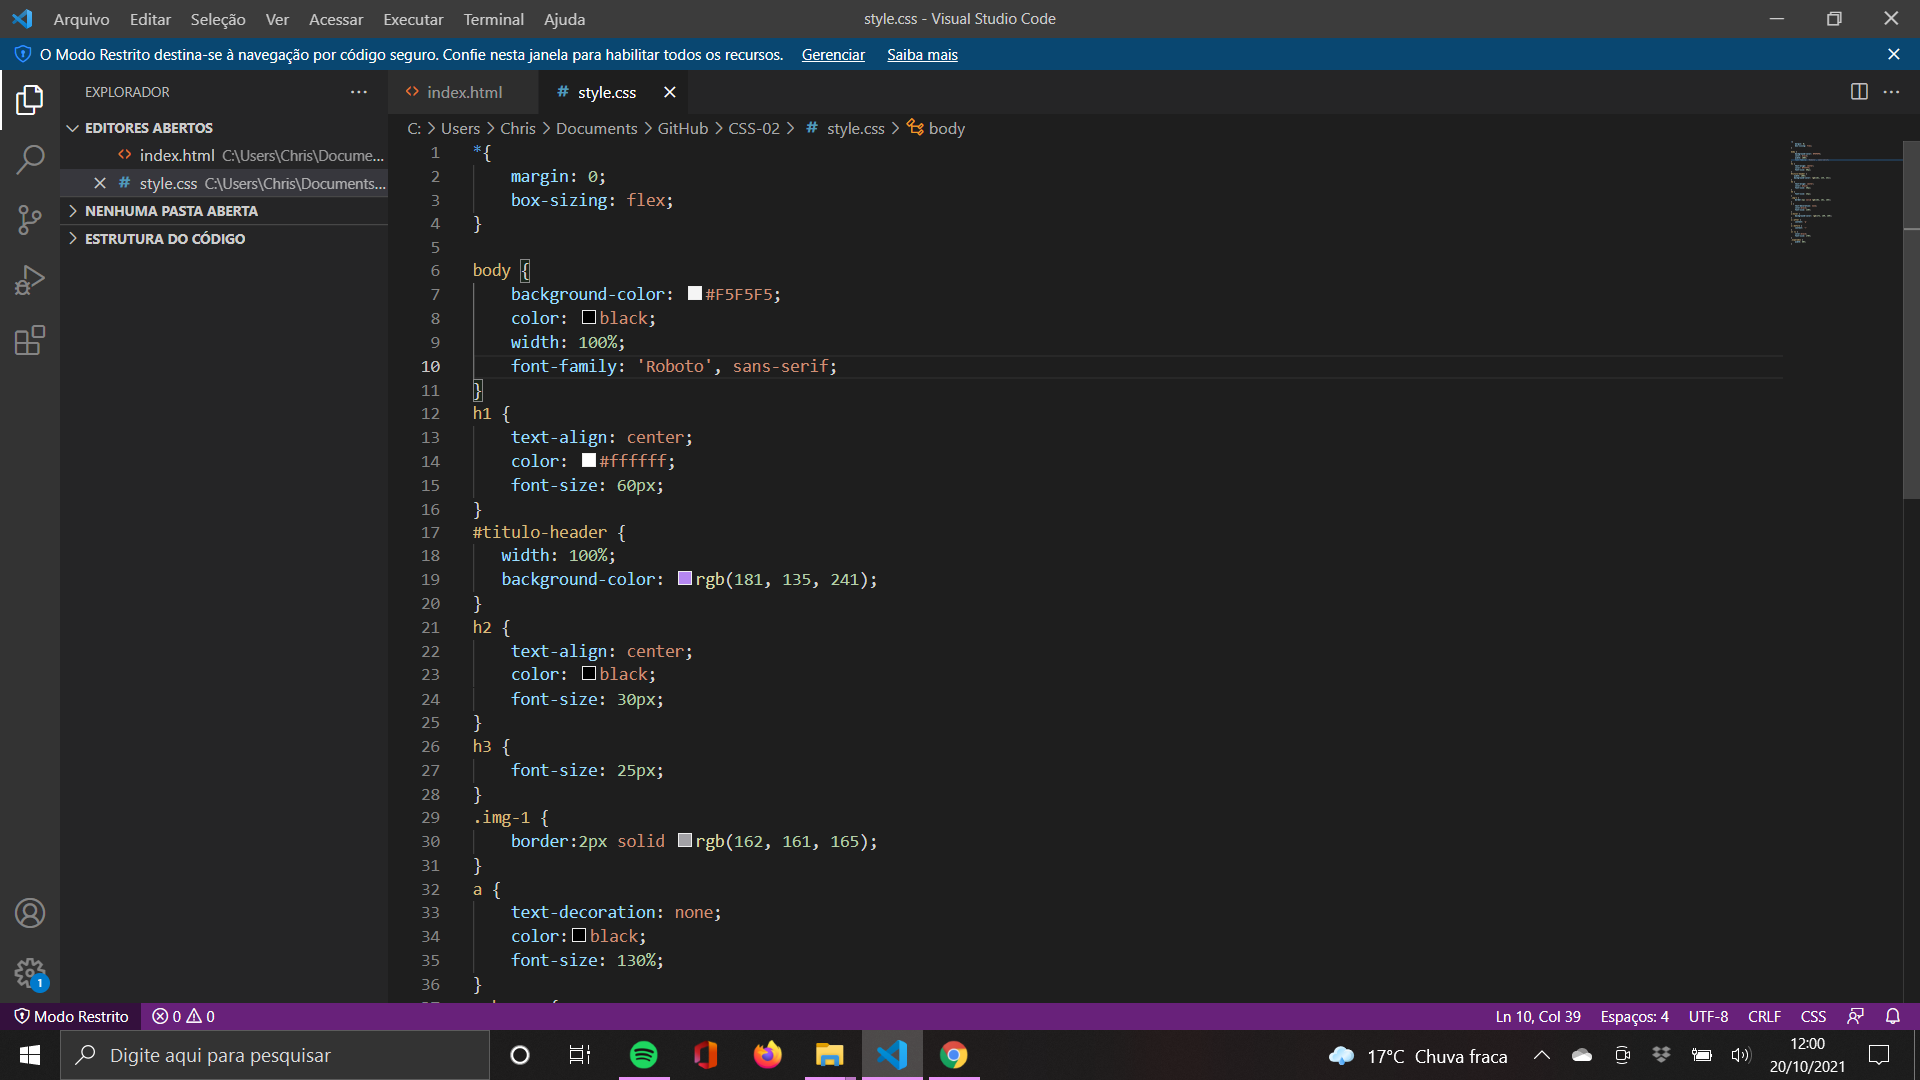 Arquivo Editar Seleção Ver Acessar Executar Terminal Ajuda
style.css - Visual Studio Code
O Modo Restrito destina-se à navegação por código seguro. Confie nesta janela para habilitar todos os recursos. Gerenciar Saiba mais
EXPLORADOR
EDITORES ABERTOS
index.html C:\Users\Chris\Docume...
# style.css C:\Users\Chris\Documents...
NENHUMA PASTA ABERTA
ESTRUTURA DO CÓDIGO
index.html
# style.css
C: > Users > Chris > Documents > GitHub > CSS-02 > # style.css > body
1 *{
2 margin: 0;
3 box-sizing: flex;
4 }
5
6 body {
7 background-color: #F5F5F5;
8 color: black;
9 width: 100%;
10 font-family: 'Roboto', sans-serif;
11 }
12 h1 {
13 text-align: center;
14 color: #ffffff;
15 font-size: 60px;
16 }
17 #titulo-header {
18 width: 100%;
19 background-color: rgb(181, 135, 241);
20 }
21 h2 {
22 text-align: center;
23 color: black;
24 font-size: 30px;
25 }
26 h3 {
27 font-size: 25px;
28 }
29 .img-1 {
30 border:2px solid rgb(162, 161, 165);
31 }
32 a {
33 text-decoration: none;
34 color: black;
35 font-size: 130%;
36 }
1
Modo Restrito 0 0
Ln 10, Col 39 Espaços: 4 UTF-8 CRLF CSS
Digite aqui para pesquisar
17°C Chuva fraca
12:00
20/10/2021